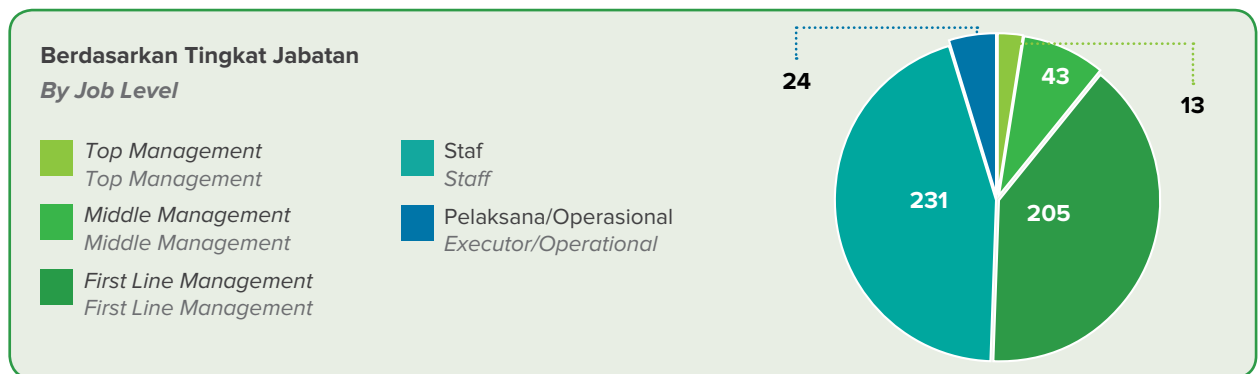 Berdasarkan Tingkat Jabatan
By Job Level
Top Management
Top Management
Middle Management
Middle Management
First Line Management
First Line Management
Staf
Staff
Pelaksana/Operasional
Executor/Operational
24
43
13
231
205